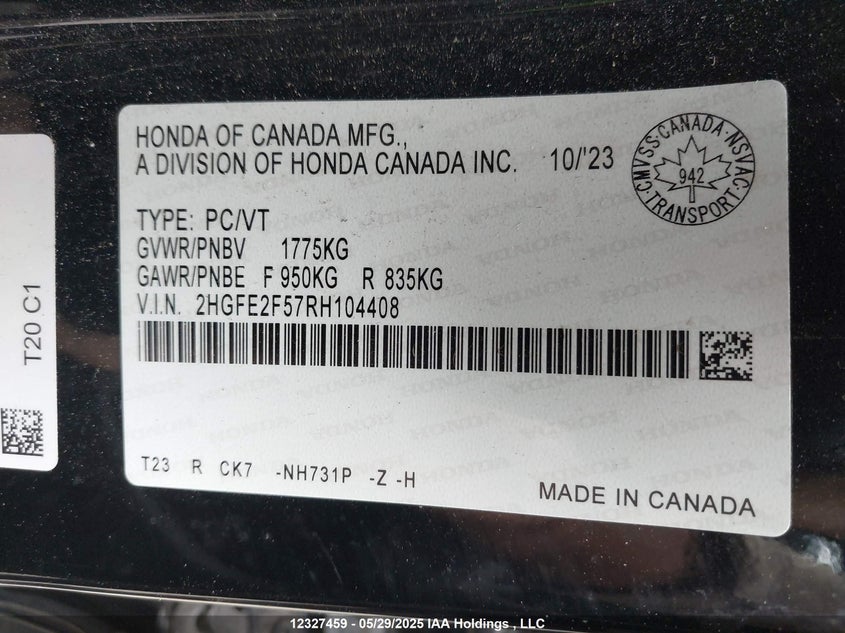 HONDA OF CANADA MFG.,
A DIVISION OF HONDA CANADA INC. 10/'23
CMVSS·CANADA·NSVAC·TRANSPORT·
942
TYPE: PC/VT
GVWR/PNBV 1775KG
GAWR/PNBE F 950KG R 835KG
V.I.N. 2HGFE2F57RH104408
T23 R CK7 -NH731P -Z -H
MADE IN CANADA
T20 C1
12327459 - 05/29/2025 IAA Holdings , LLC